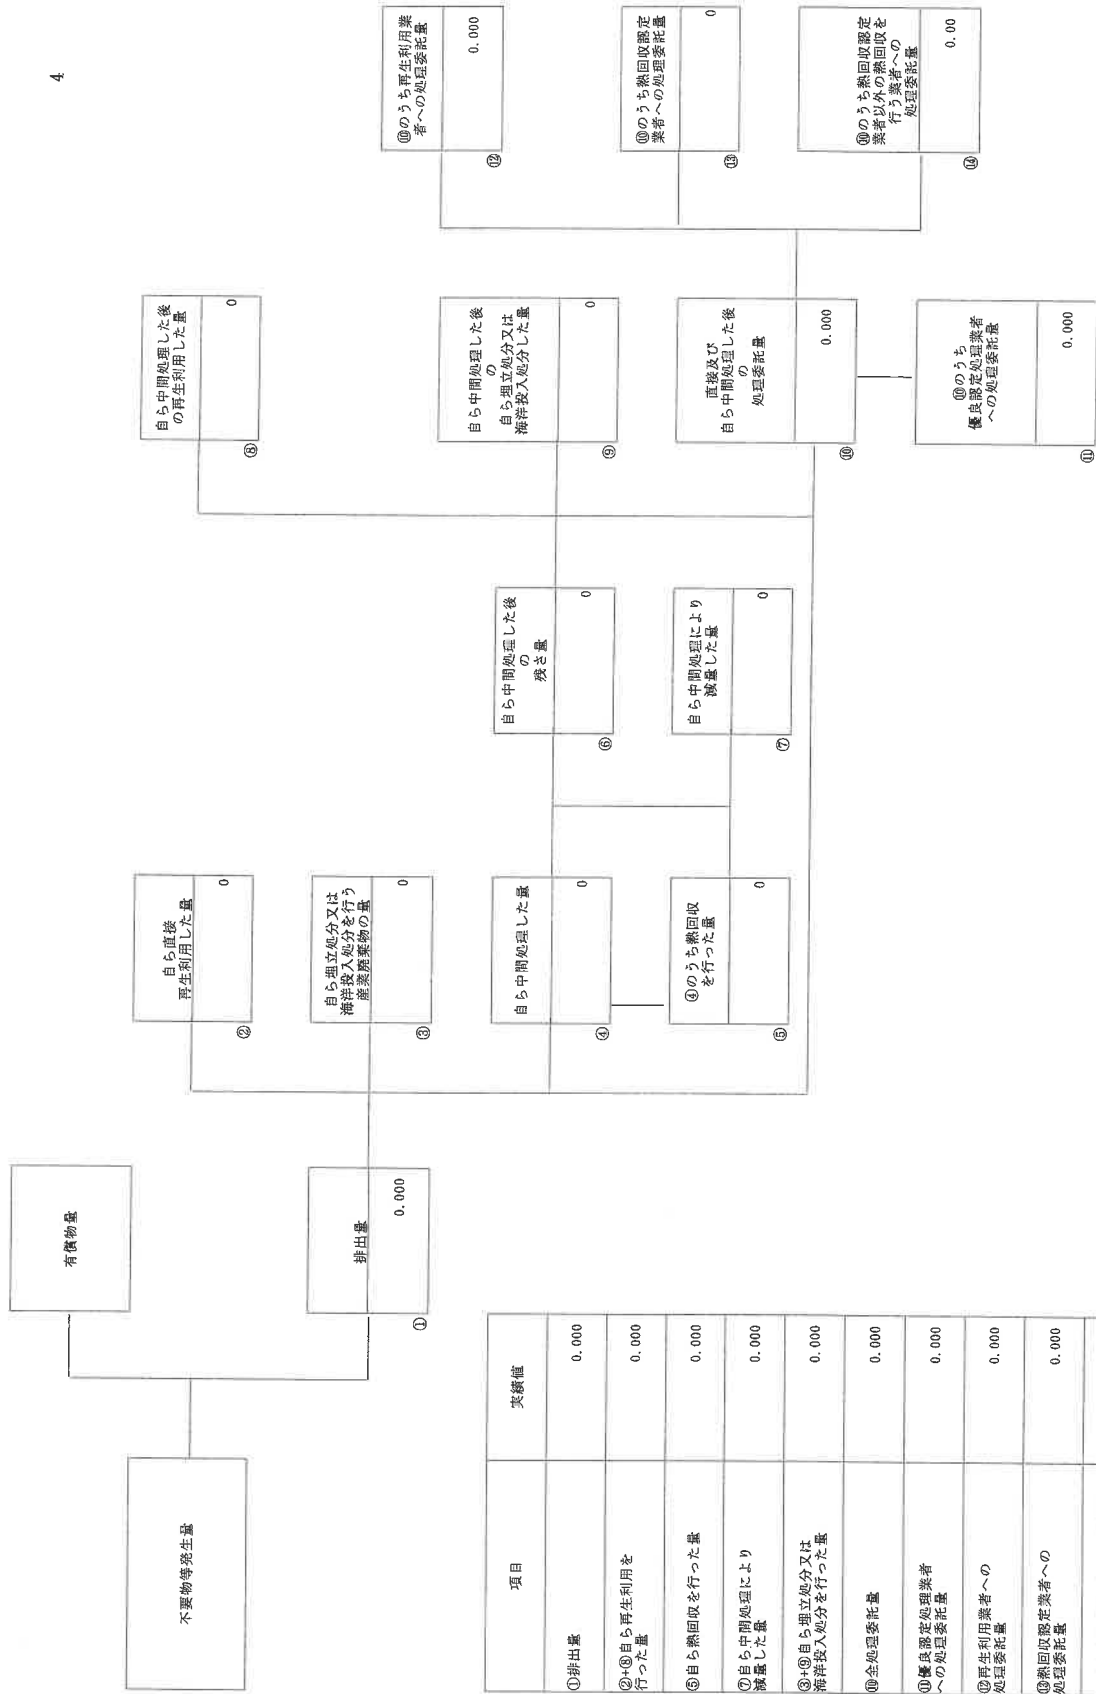 4
不要物等発生量
有償物量
排出量
0.000
①
自ら直接
再生利用した量
0
②
自ら埋立処分又は
海洋投入処分を行う
産業廃棄物の量
0
③
自ら中間処理した量
0
④
④のうち熱回収
を行った量
0
⑤
自ら中間処理した後
の
残さ量
0
⑥
自ら中間処理により
減量した量
0
⑦
自ら中間処理した後
の再生利用した量
0
⑧
自ら中間処理した後
の
自ら埋立処分又は
海洋投入処分した量
0
⑨
直接及び
自ら中間処理した後
の
処理委託量
0.000
⑩
⑩のうち
優良認定処理業者
への処理委託量
0.000
⑪
⑩のうち再生利用業
者への処理委託量
0.000
⑫
⑩のうち熱回収認定
業者への処理委託量
0
⑬
⑩のうち熱回収認定
業者以外の熱回収を
行う業者への
処理委託量
0.00
⑭
項目 実績値
①排出量 0.000
②+⑧自ら再生利用を
行った量 0.000
⑤自ら熱回収を行った量 0.000
⑦自ら中間処理により
減量した量 0.000
③+⑨自ら埋立処分又は
海洋投入処分を行った量 0.000
⑩全処理委託量 0.000
⑪優良認定処理業者
への処理委託量 0.000
⑫再生利用業者への
処理委託量 0.000
⑬熱回収認定業者への
処理委託量 0.000